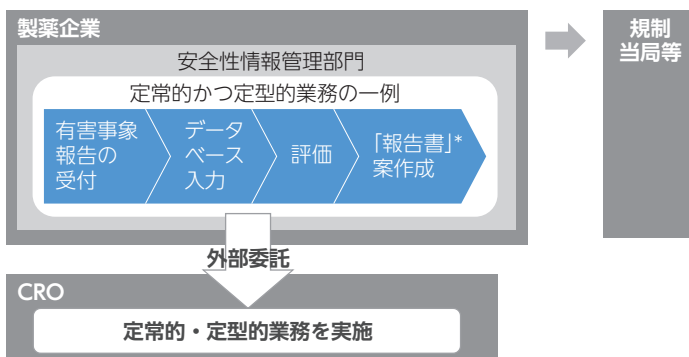 製薬企業
安全性情報管理部門
定常的かつ定型的業務の一例
有害事象
報告の
受付
データ
ベース
入力
評価
「報告書」*
案作成
規制
当局等
外部委託
CRO
定常的・定型的業務を実施